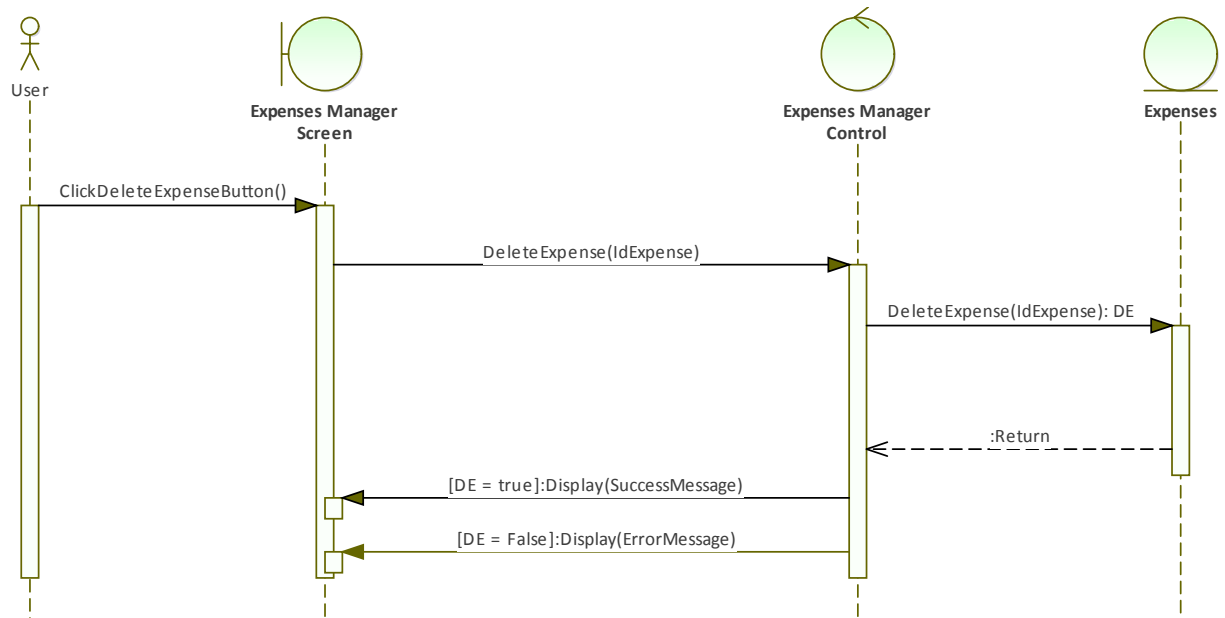 User
Expenses Manager
Screen
Expenses Manager
Control
Expenses
ClickDeleteExpenseButton()
DeleteExpense(IdExpense)
DeleteExpense(IdExpense): DE
:Return
[DE = true]:Display(SuccessMessage)
[DE = False]:Display(ErrorMessage)